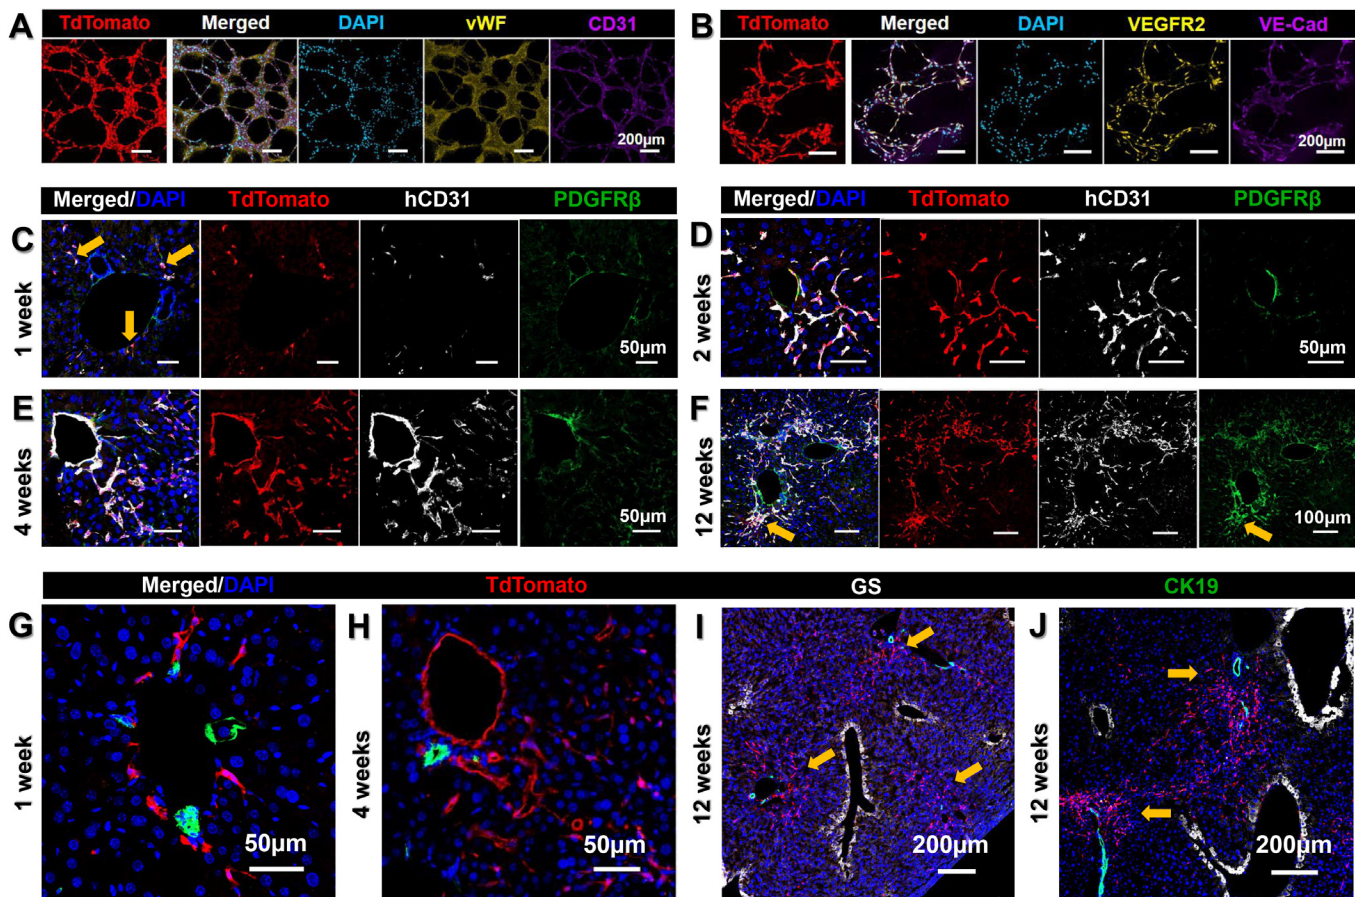 A TdTomato Merged DAPI vWF CD31
200µm
B TdTomato Merged DAPI VEGFR2 VE-Cad
200µm
Merged/DAPI TdTomato hCD31 PDGFRβ
C 1 week
50µm
Merged/DAPI TdTomato hCD31 PDGFRβ
D 2 weeks
50µm
E 4 weeks
50µm
F 12 weeks
100µm
Merged/DAPI TdTomato GS CK19
G 1 week
50µm
H 4 weeks
50µm
I 12 weeks
200µm
J 12 weeks
200µm